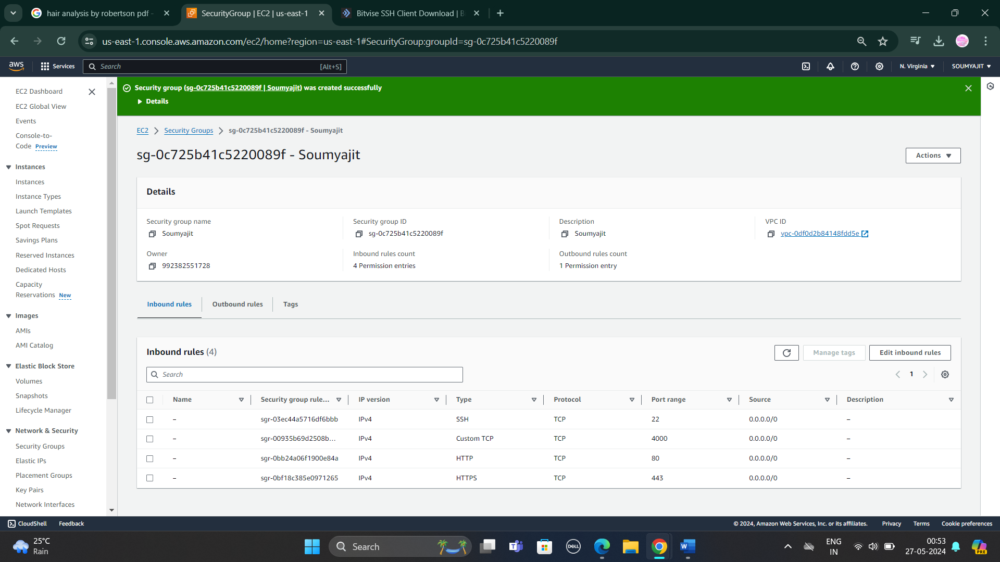 hair analysis by robertson pdf -
SecurityGroup | EC2 | us-east-1
Bitvise SSH Client Download | B
us-east-1.console.aws.amazon.com/ec2/home?region=us-east-1#SecurityGroup:groupId=sg-0c725b41c5220089f
aws
Services
Search
[Alt+S]
N. Virginia
SOUMYAJIT
EC2 Dashboard
EC2 Global View
Events
Console-to-
Code Preview
Instances
Instances
Instance Types
Launch Templates
Spot Requests
Savings Plans
Reserved Instances
Dedicated Hosts
Capacity
Reservations New
Images
AMIs
AMI Catalog
Elastic Block Store
Volumes
Snapshots
Lifecycle Manager
Network & Security
Security Groups
Elastic IPs
Placement Groups
Key Pairs
Network Interfaces
Security group (sg-0c725b41c5220089f | Soumyajit) was created successfully
Details
EC2 Security Groups sg-0c725b41c5220089f - Soumyajit
sg-0c725b41c5220089f - Soumyajit
Actions
Details
Security group name
Soumyajit
Security group ID
sg-0c725b41c5220089f
Description
Soumyajit
VPC ID
vpc-0df0d2b84148fdd5e
Owner
992382551728
Inbound rules count
4 Permission entries
Outbound rules count
1 Permission entry
Inbound rules
Outbound rules
Tags
Inbound rules (4)
Manage tags
Edit inbound rules
Search
1
Name Security group rule... IP version Type Protocol Port range Source Description
– sgr-03ec44a5716df6bbb IPv4 SSH TCP 22 0.0.0.0/0 –
– sgr-00935b69d2508b... IPv4 Custom TCP TCP 4000 0.0.0.0/0 –
– sgr-0bb24a06f1900e84a IPv4 HTTP TCP 80 0.0.0.0/0 –
– sgr-0bf18c385e0971265 IPv4 HTTPS TCP 443 0.0.0.0/0 –
CloudShell
Feedback
© 2024, Amazon Web Services, Inc. or its affiliates.
Privacy
Terms
Cookie preferences
25°C
Rain
Search
DELL
ENG
IN
00:53
27-05-2024
PRE